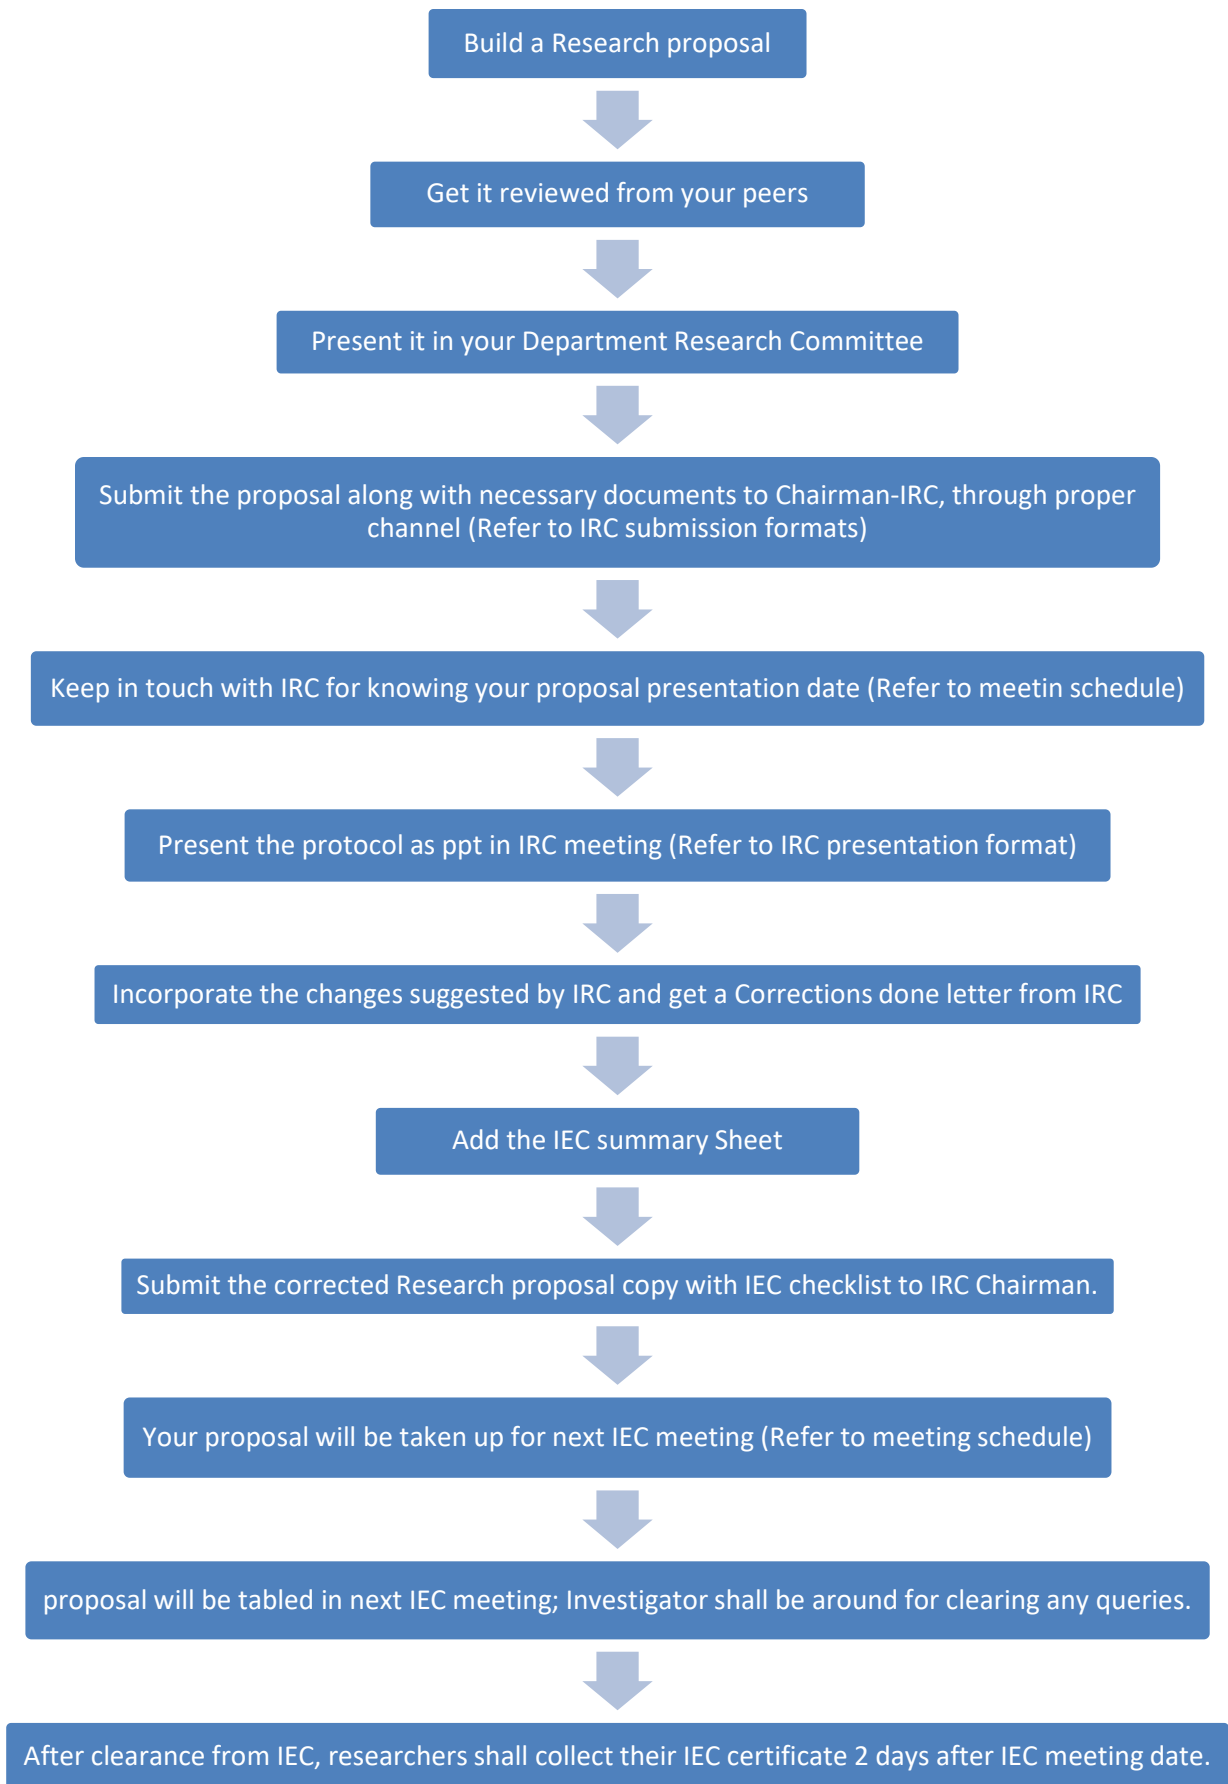 Build a Research proposal
Get it reviewed from your peers
Present it in your Department Research Committee
Submit the proposal along with necessary documents to Chairman-IRC, through proper
channel (Refer to IRC submission formats)
Keep in touch with IRC for knowing your proposal presentation date (Refer to meetin schedule)
Present the protocol as ppt in IRC meeting (Refer to IRC presentation format)
Incorporate the changes suggested by IRC and get a Corrections done letter from IRC
Add the IEC summary Sheet
Submit the corrected Research proposal copy with IEC checklist to IRC Chairman.
Your proposal will be taken up for next IEC meeting (Refer to meeting schedule)
proposal will be tabled in next IEC meeting; Investigator shall be around for clearing any queries.
After clearance from IEC, researchers shall collect their IEC certificate 2 days after IEC meeting date.